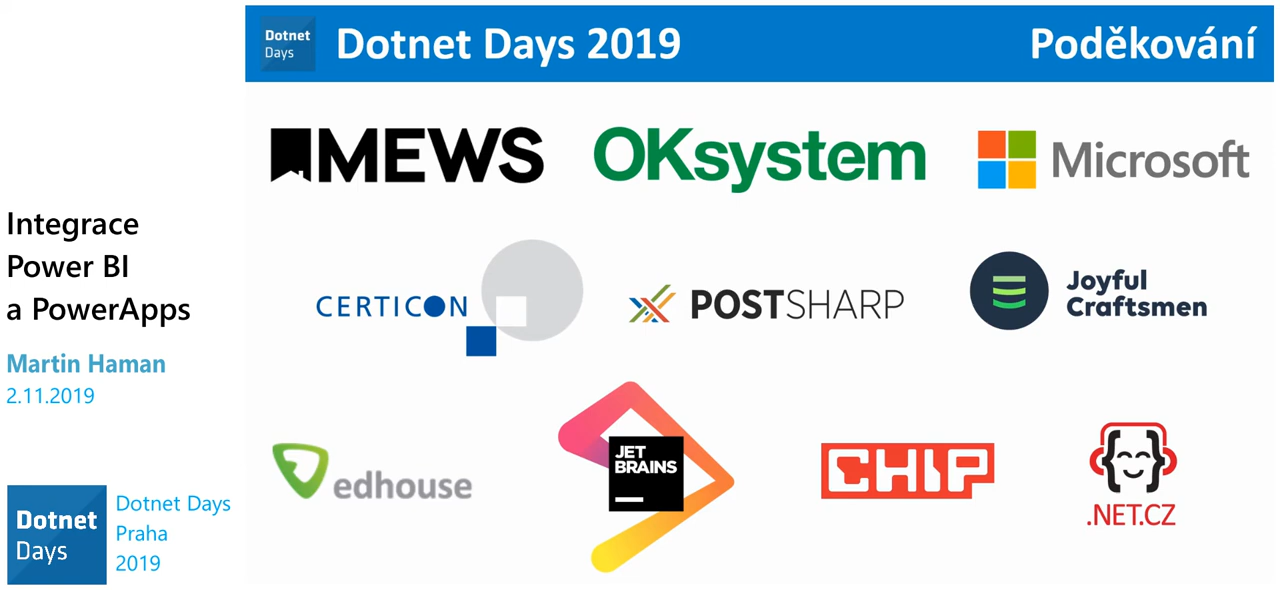 Integrace
Power BI
a PowerApps
Martin Haman
2.11.2019
Dotnet
Days
Dotnet Days
Praha
2019
Dotnet
Days
Dotnet Days 2019
Poděkování
MEWS
OKsystem
Microsoft
CERTICON
POSTSHARP
Joyful
Craftsmen
edhouse
JET
BRAINS
CHIP
.NET.CZ